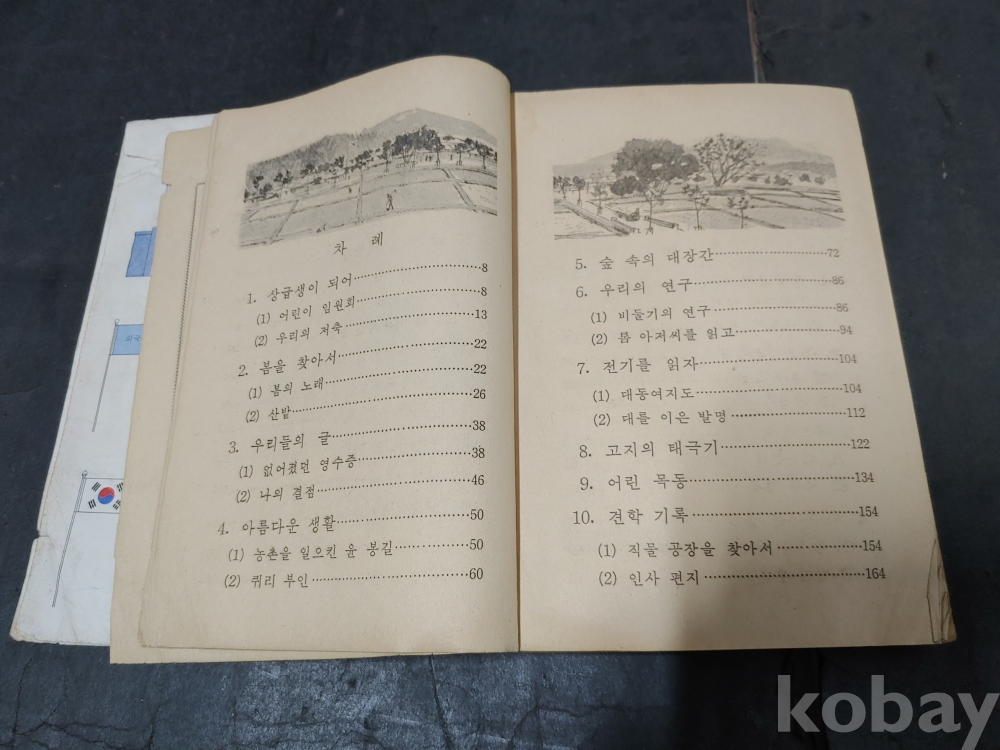 차 례
1. 상급생이 되어 8
(1) 어린이 임원회 8
(2) 우리의 저축 13
2. 봄을 찾아서 22
(1) 봄의 노래 22
(2) 산밭 26
3. 우리들의 글 38
(1) 없어졌던 영수증 38
(2) 나의 결점 46
4. 아름다운 생활 50
(1) 농촌을 일으킨 윤 봉길 50
(2) 퀴리 부인 60
5. 숲 속의 대장간 72
6. 우리의 연구 86
(1) 비둘기의 연구 86
(2) 톰 아저씨를 읽고 94
7. 전기를 읽자 104
(1) 대동여지도 104
(2) 대를 이은 발명 112
8. 고지의 태극기 122
9. 어린 목동 134
10. 견학 기록 154
(1) 직물 공장을 찾아서 154
(2) 인사 편지 164
kobay